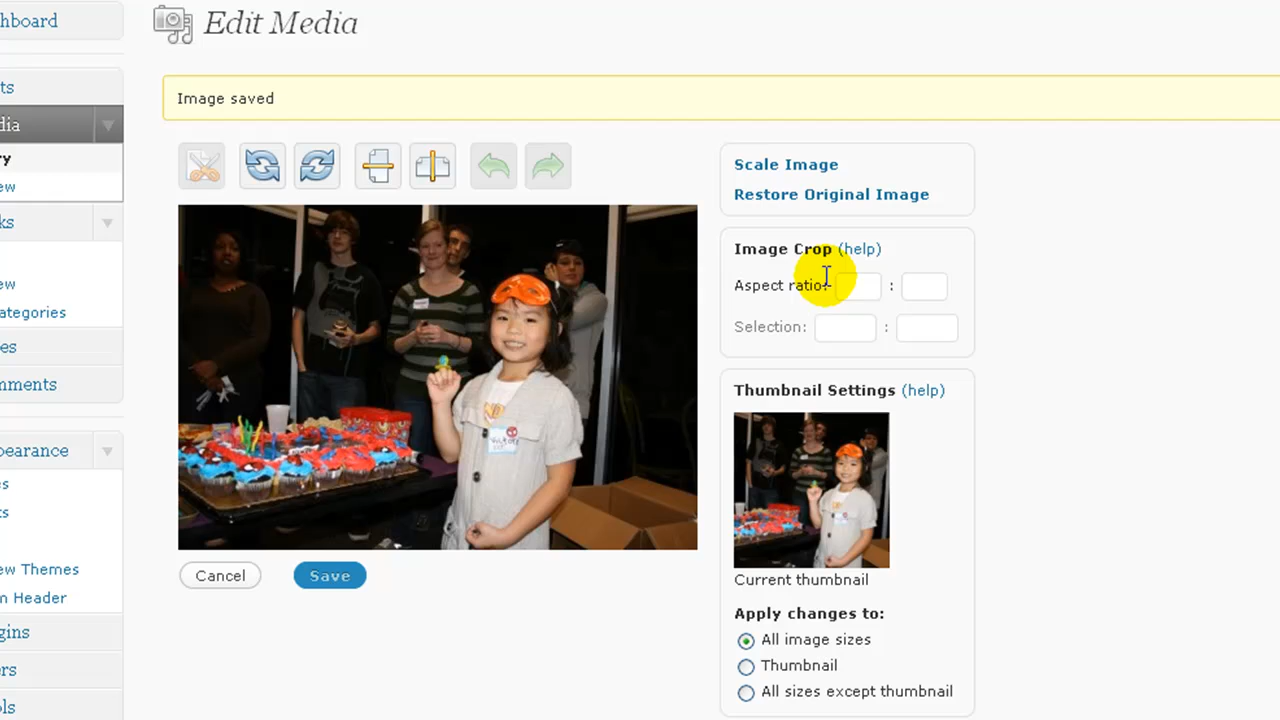 hboard
Edit Media
ts
Image saved
dia
ry
ew
ks
ew
ategories
es
mments
pearance
es
ts
ew Themes
m Header
gins
ers
ols
Scale Image
Restore Original Image
Image Crop (help)
Aspect ratio: :
Selection: :
Thumbnail Settings (help)
Current thumbnail
Apply changes to:
All image sizes
Thumbnail
All sizes except thumbnail
Cancel
Save